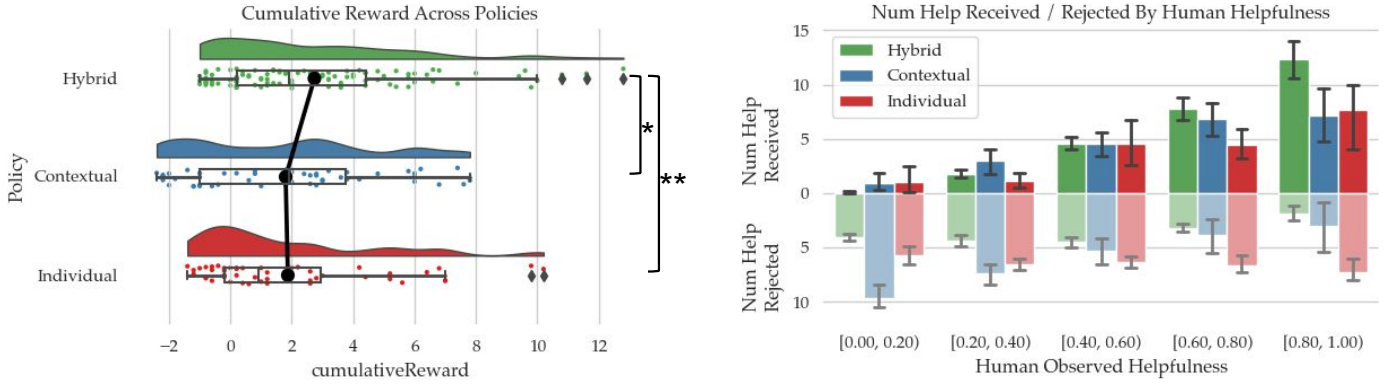 Cumulative Reward Across Policies
Policy
Hybrid
Contextual
Individual
*
**
−2 0 2 4 6 8 10 12
cumulativeReward
Num Help Received / Rejected By Human Helpfulness
Hybrid
Contextual
Individual
Num Help
Received
Num Help
Rejected
15
10
5
0
5
10
[0.00, 0.20) [0.20, 0.40) [0.40, 0.60) [0.60, 0.80) [0.80, 1.00)
Human Observed Helpfulness